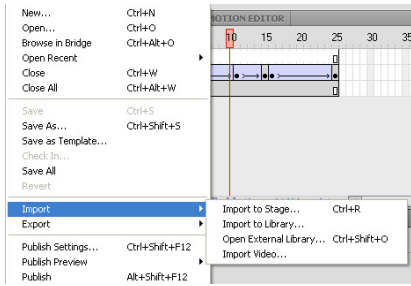 New... Ctrl+N
Open... Ctrl+O
Browse in Bridge Ctrl+Alt+O
Open Recent
Close Ctrl+W
Close All Ctrl+Alt+W
Save Ctrl+S
Save As... Ctrl+Shift+S
Save as Template...
Check In...
Save All
Revert
Import
Export
Publish Settings... Ctrl+Shift+F12
Publish Preview
Publish Alt+Shift+F12
MOTION EDITOR
10 15 20 25 30 35
Import to Stage... Ctrl+R
Import to Library...
Open External Library... Ctrl+Shift+O
Import Video...